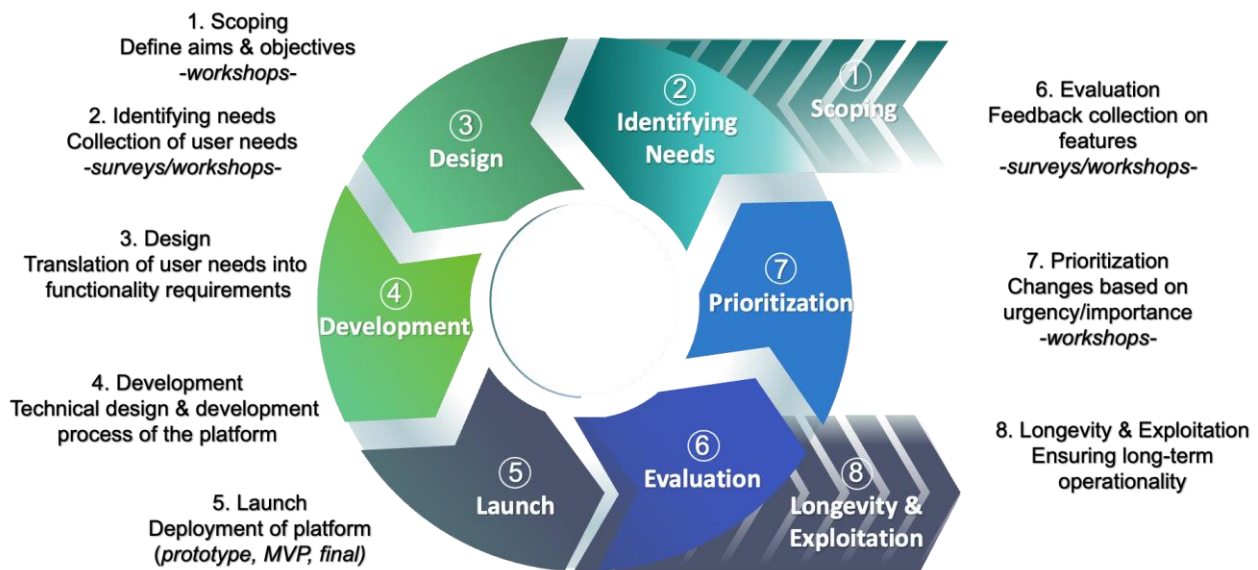 1. Scoping
Define aims & objectives
-workshops-
2. Identifying needs
Collection of user needs
-surveys/workshops-
3. Design
Translation of user needs into
functionality requirements
4. Development
Technical design & development
process of the platform
5. Launch
Deployment of platform
(prototype, MVP, final)
①
Scoping
②
Identifying
Needs
③
Design
④
Development
⑤
Launch
⑥
Evaluation
⑦
Prioritization
⑧
Longevity &
Exploitation
6. Evaluation
Feedback collection on
features
-surveys/workshops-
7. Prioritization
Changes based on
urgency/importance
-workshops-
8. Longevity & Exploitation
Ensuring long-term
operationality